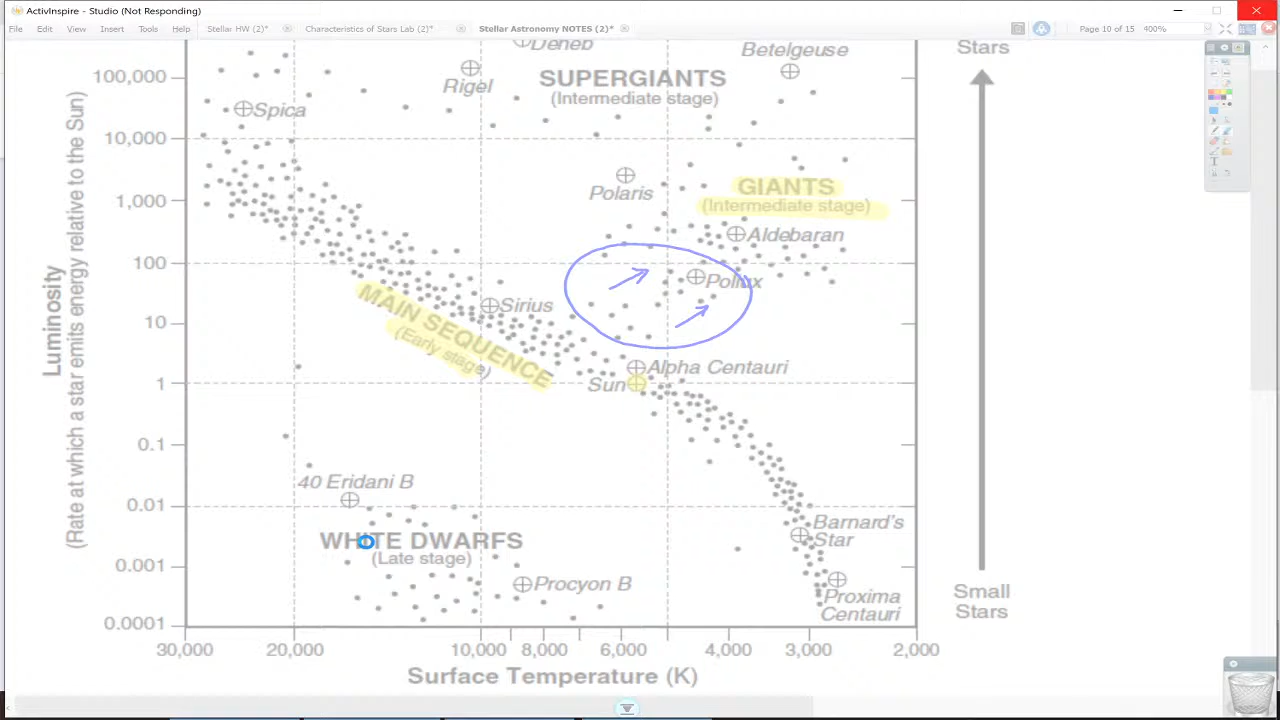 ActivInspire - Studio (Not Responding)
File Edit View Insert Tools Help Stellar HW (2)* Characteristics of Stars Lab (2)* Stellar Astronomy NOTES (2)* Page 10 of 15 400%
Deneb
Betelgeuse
Stars
100,000
Rigel
SUPERGIANTS
(Intermediate stage)
Spica
10,000
Polaris
GIANTS
(Intermediate stage)
1,000
Aldebaran
100
Pollux
Luminosity
(Rate at which a star emits energy relative to the Sun)
MAIN SEQUENCE
(Early stage)
Sirius
10
Alpha Centauri
Sun
1
0.1
40 Eridani B
0.01
WHITE DWARFS
(Late stage)
Barnard's
Star
0.001
Procyon B
Proxima
Centauri
Small
Stars
0.0001
30,000 20,000 10,000 8,000 6,000 4,000 3,000 2,000
Surface Temperature (K)